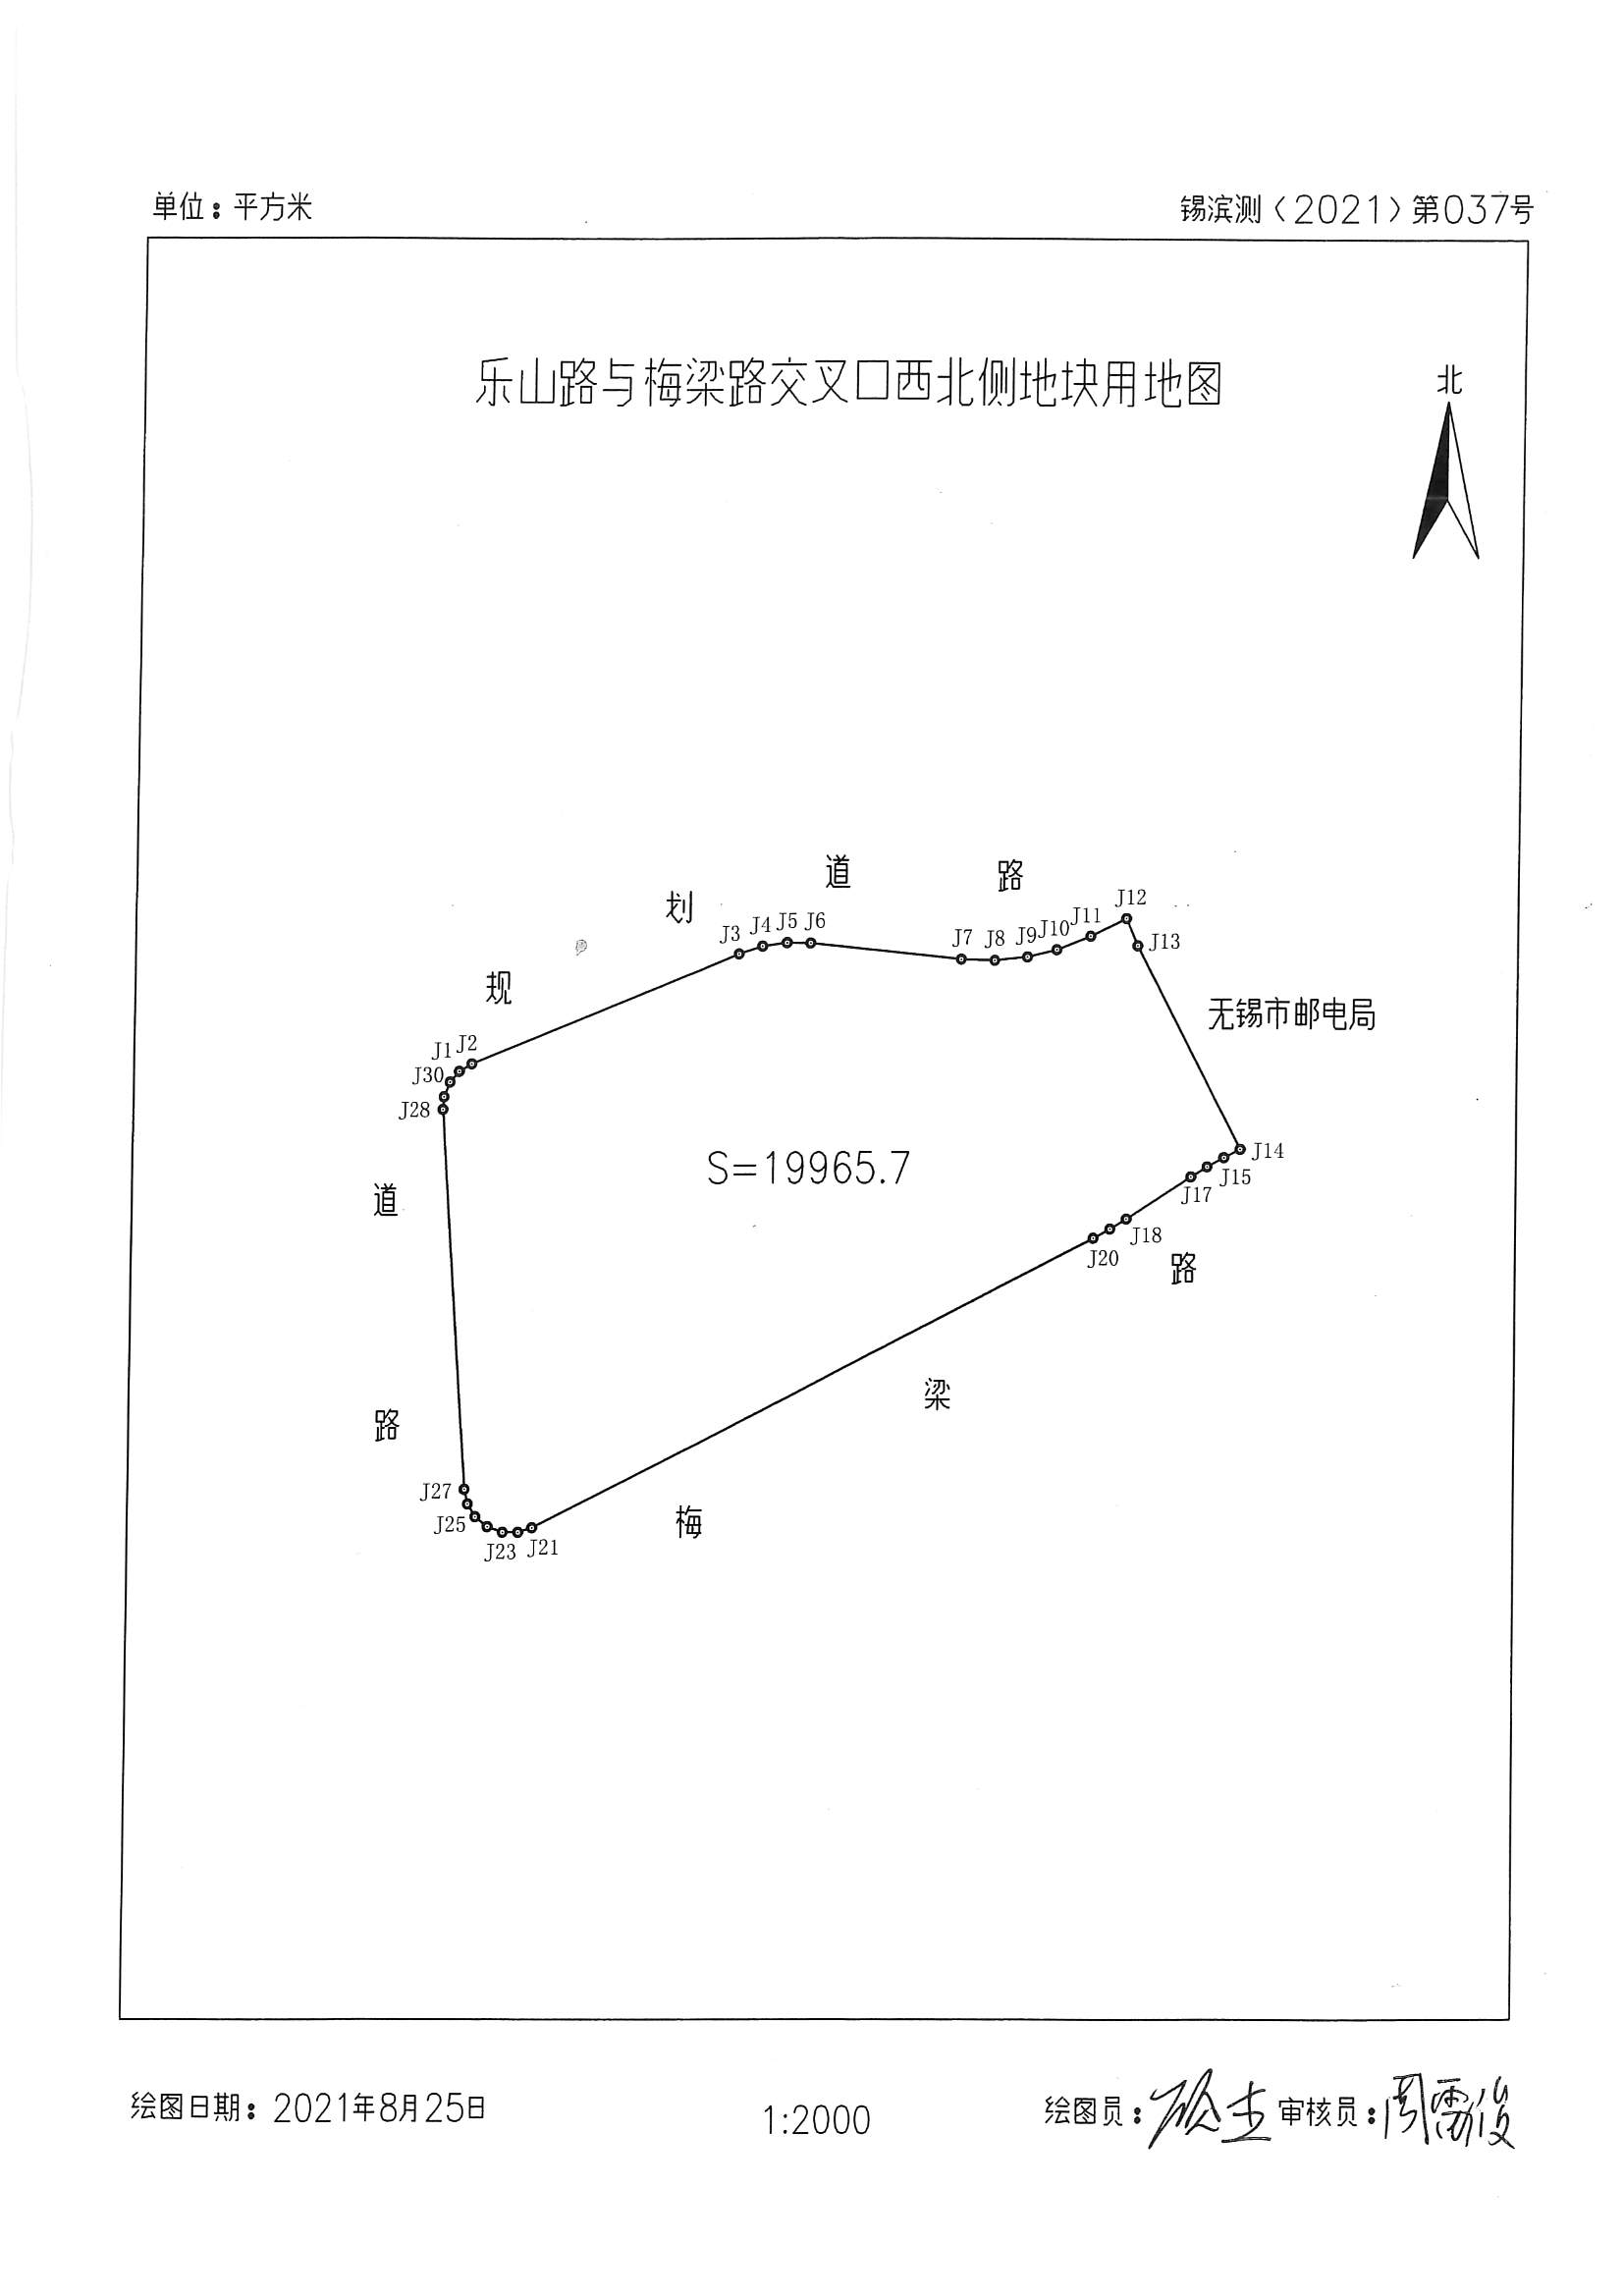 单位：平方米
锡滨测〈2021〉第037号
乐山路与梅梁路交叉口西北侧地块用地图
北
规划道路
J1
J2
J3
J4
J5
J6
J7
J8
J9
J10
J11
J12
J13
无锡市邮电局
J30
J28
S=19965.7
J14
J15
J17
J18
J20
道路
梅梁路
J27
J25
J23
J21
绘图日期：2021年8月25日
1:2000
绘图员：
审核员：